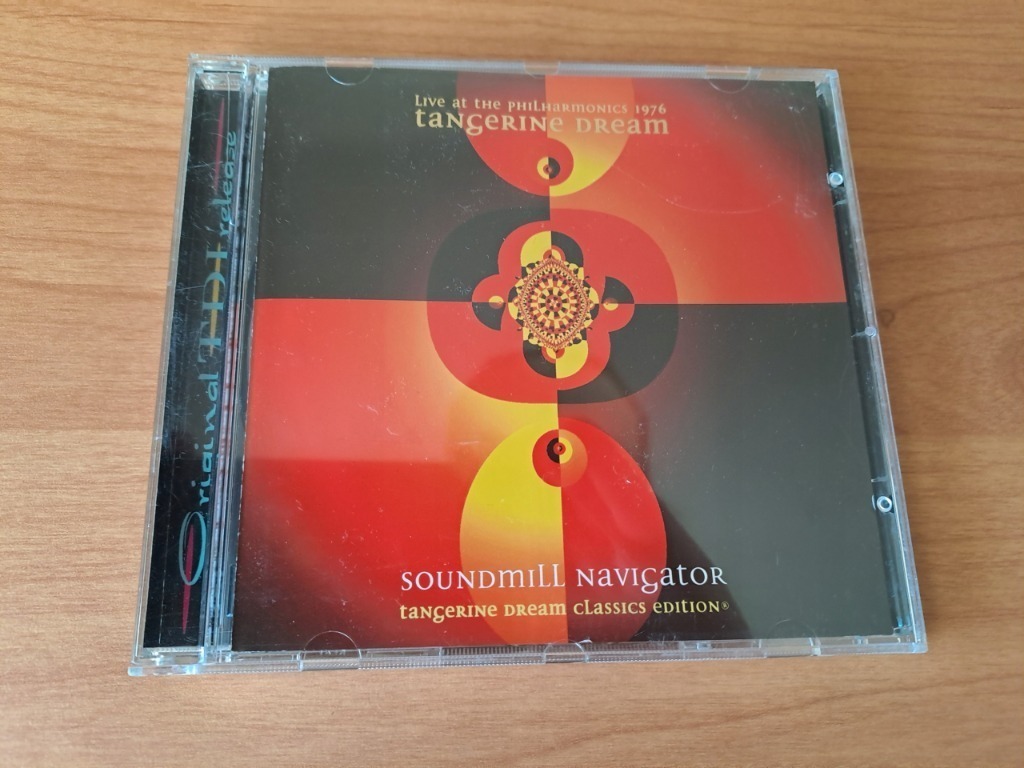 Live at the Philharmonics 1976
tangerine dream
soundmill navigator
tangerine dream classics edition®
Original TDI release